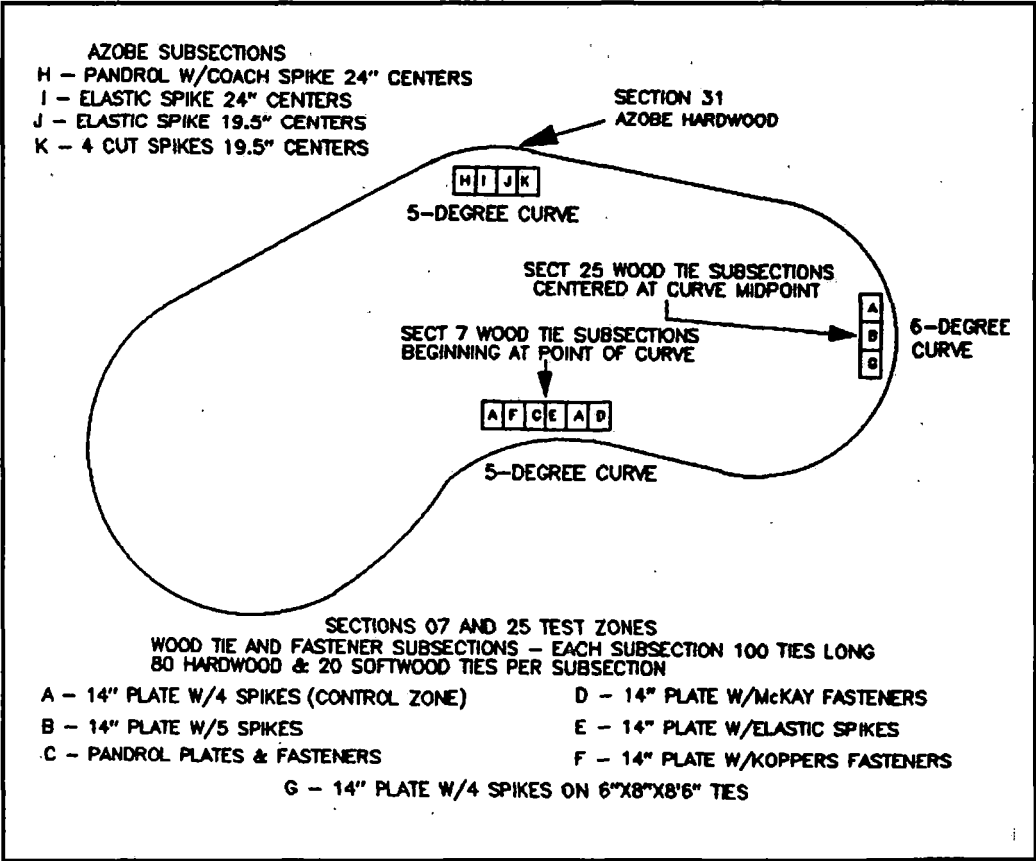 AZOBE SUBSECTIONS
H – PANDROL W/COACH SPIKE 24" CENTERS
I – ELASTIC SPIKE 24" CENTERS
J – ELASTIC SPIKE 19.5" CENTERS
K – 4 CUT SPIKES 19.5" CENTERS
SECTION 31
AZOBE HARDWOOD
H I J K
5-DEGREE CURVE
SECT 25 WOOD TIE SUBSECTIONS
CENTERED AT CURVE MIDPOINT
A
B
G
6-DEGREE
CURVE
SECT 7 WOOD TIE SUBSECTIONS
BEGINNING AT POINT OF CURVE
A F C E A D
5-DEGREE CURVE
SECTIONS 07 AND 25 TEST ZONES
WOOD TIE AND FASTENER SUBSECTIONS – EACH SUBSECTION 100 TIES LONG
80 HARDWOOD & 20 SOFTWOOD TIES PER SUBSECTION
A – 14" PLATE W/4 SPIKES (CONTROL ZONE)
B – 14" PLATE W/5 SPIKES
C – PANDROL PLATES & FASTENERS
D – 14" PLATE W/McKAY FASTENERS
E – 14" PLATE W/ELASTIC SPIKES
F – 14" PLATE W/KOPPERS FASTENERS
G – 14" PLATE W/4 SPIKES ON 6"X8"X8'6" TIES